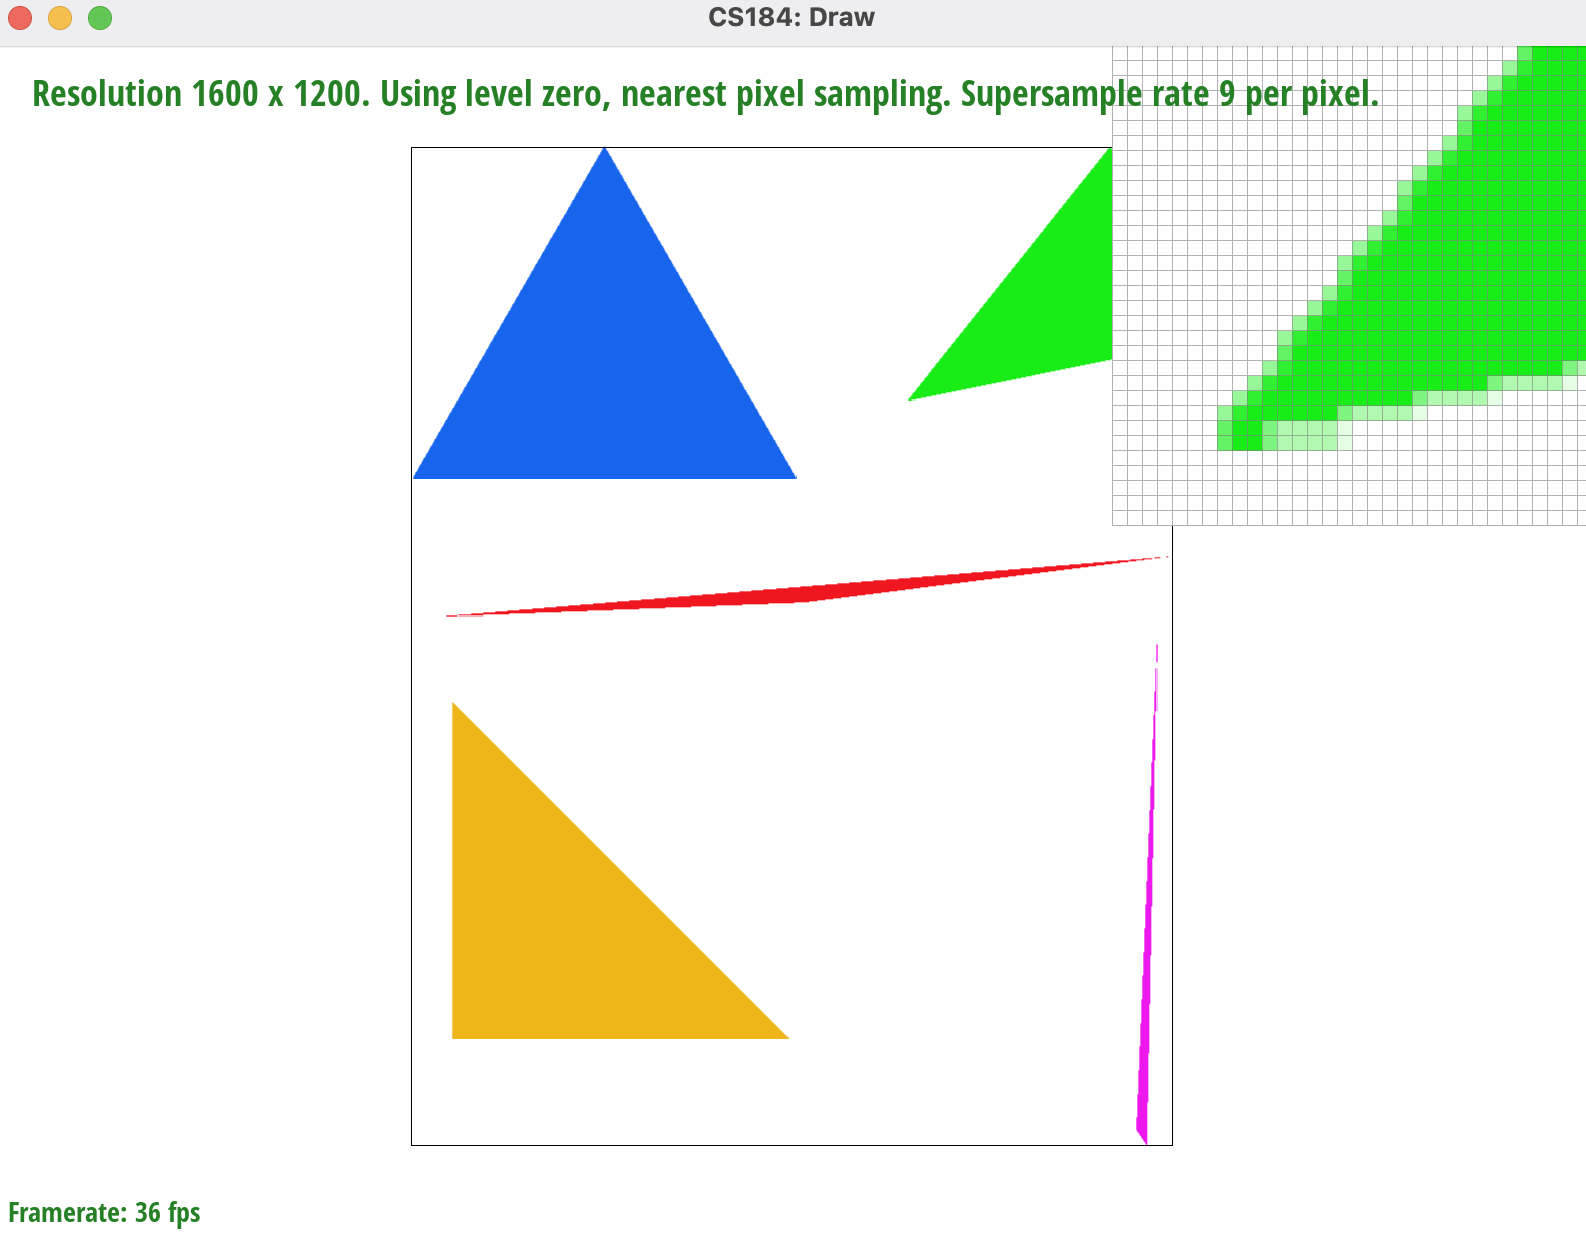 CS184: Draw
Resolution 1600 x 1200. Using level zero, nearest pixel sampling. Supersample rate 9 per pixel.
Framerate: 36 fps